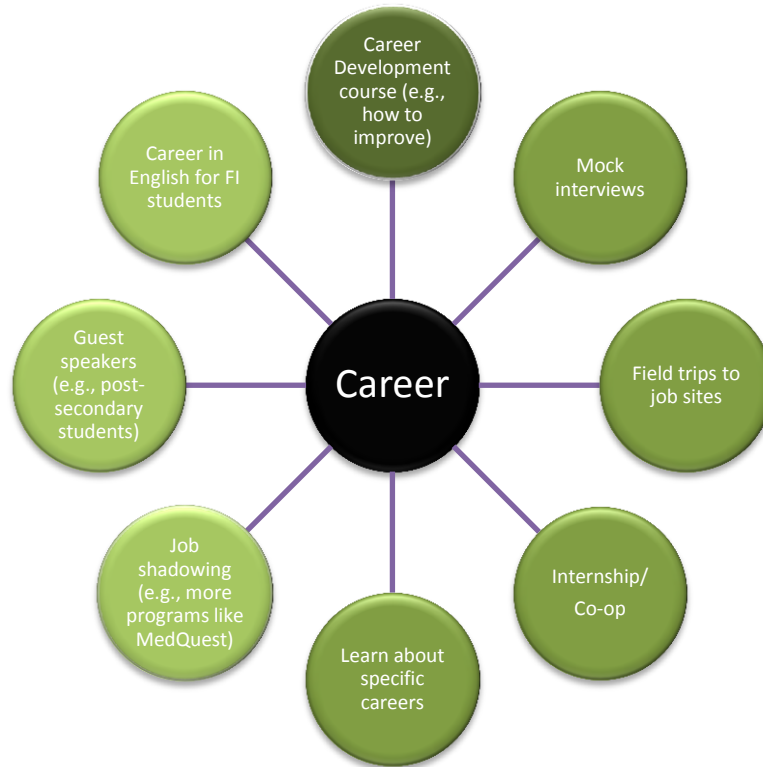 Career
Development
course (e.g.,
how to
improve)
Mock
interviews
Field trips to
job sites
Internship/
Co-op
Learn about
specific
careers
Job
shadowing
(e.g., more
programs like
MedQuest)
Guest
speakers
(e.g., post-
secondary
students)
Career in
English for FI
students
Career